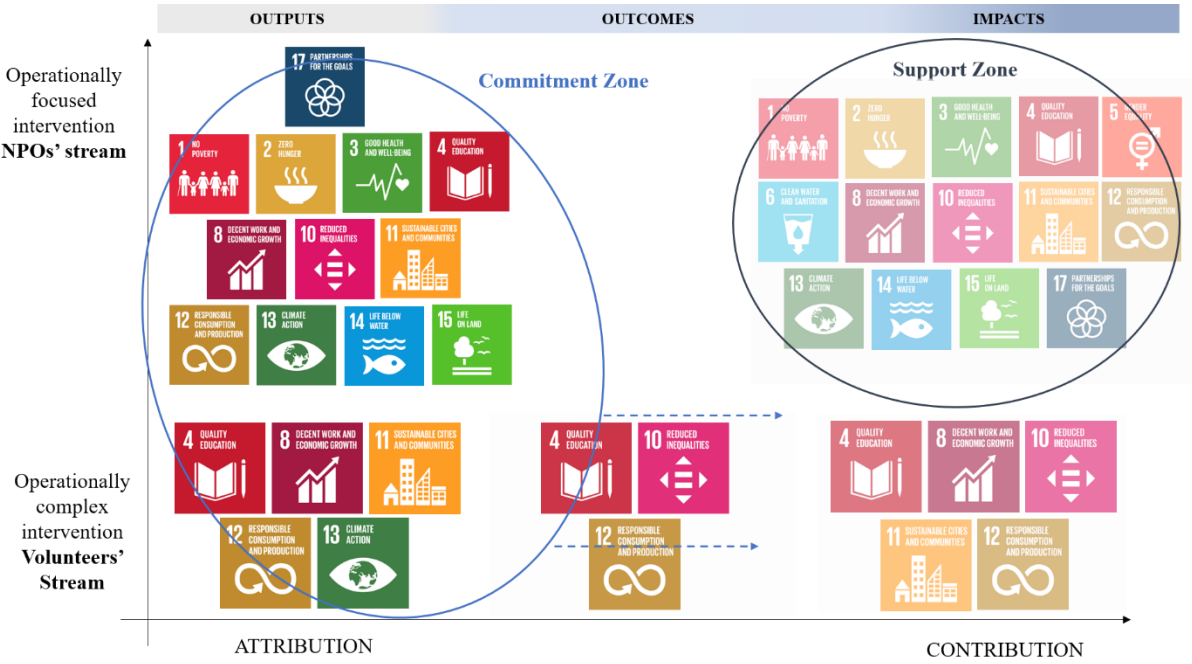 OUTPUTS
OUTCOMES
IMPACTS
Operationally
focused
intervention
NPOs’ stream
Commitment Zone
Support Zone
17 PARTNERSHIPS
FOR THE GOALS
1 NO
POVERTY
2 ZERO
HUNGER
3 GOOD HEALTH
AND WELL-BEING
4 QUALITY
EDUCATION
8 DECENT WORK AND
ECONOMIC GROWTH
10 REDUCED
INEQUALITIES
11 SUSTAINABLE CITIES
AND COMMUNITIES
12 RESPONSIBLE
CONSUMPTION
AND PRODUCTION
13 CLIMATE
ACTION
14 LIFE BELOW
WATER
15 LIFE
ON LAND
1 NO
POVERTY
2 ZERO
HUNGER
3 GOOD HEALTH
AND WELL-BEING
4 QUALITY
EDUCATION
5 GENDER
EQUALITY
6 CLEAN WATER
AND SANITATION
8 DECENT WORK AND
ECONOMIC GROWTH
10 REDUCED
INEQUALITIES
11 SUSTAINABLE CITIES
AND COMMUNITIES
12 RESPONSIBLE
CONSUMPTION
AND PRODUCTION
13 CLIMATE
ACTION
14 LIFE BELOW
WATER
15 LIFE
ON LAND
17 PARTNERSHIPS
FOR THE GOALS
Operationally
complex
intervention
Volunteers’
Stream
4 QUALITY
EDUCATION
8 DECENT WORK AND
ECONOMIC GROWTH
11 SUSTAINABLE CITIES
AND COMMUNITIES
12 RESPONSIBLE
CONSUMPTION
AND PRODUCTION
13 CLIMATE
ACTION
4 QUALITY
EDUCATION
10 REDUCED
INEQUALITIES
12 RESPONSIBLE
CONSUMPTION
AND PRODUCTION
4 QUALITY
EDUCATION
8 DECENT WORK AND
ECONOMIC GROWTH
10 REDUCED
INEQUALITIES
11 SUSTAINABLE CITIES
AND COMMUNITIES
12 RESPONSIBLE
CONSUMPTION
AND PRODUCTION
ATTRIBUTION
CONTRIBUTION